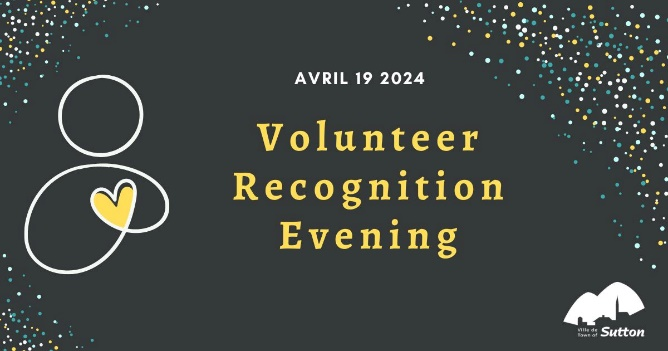 AVRIL 19 2024
Volunteer
Recognition
Evening
Ville de
Town of Sutton